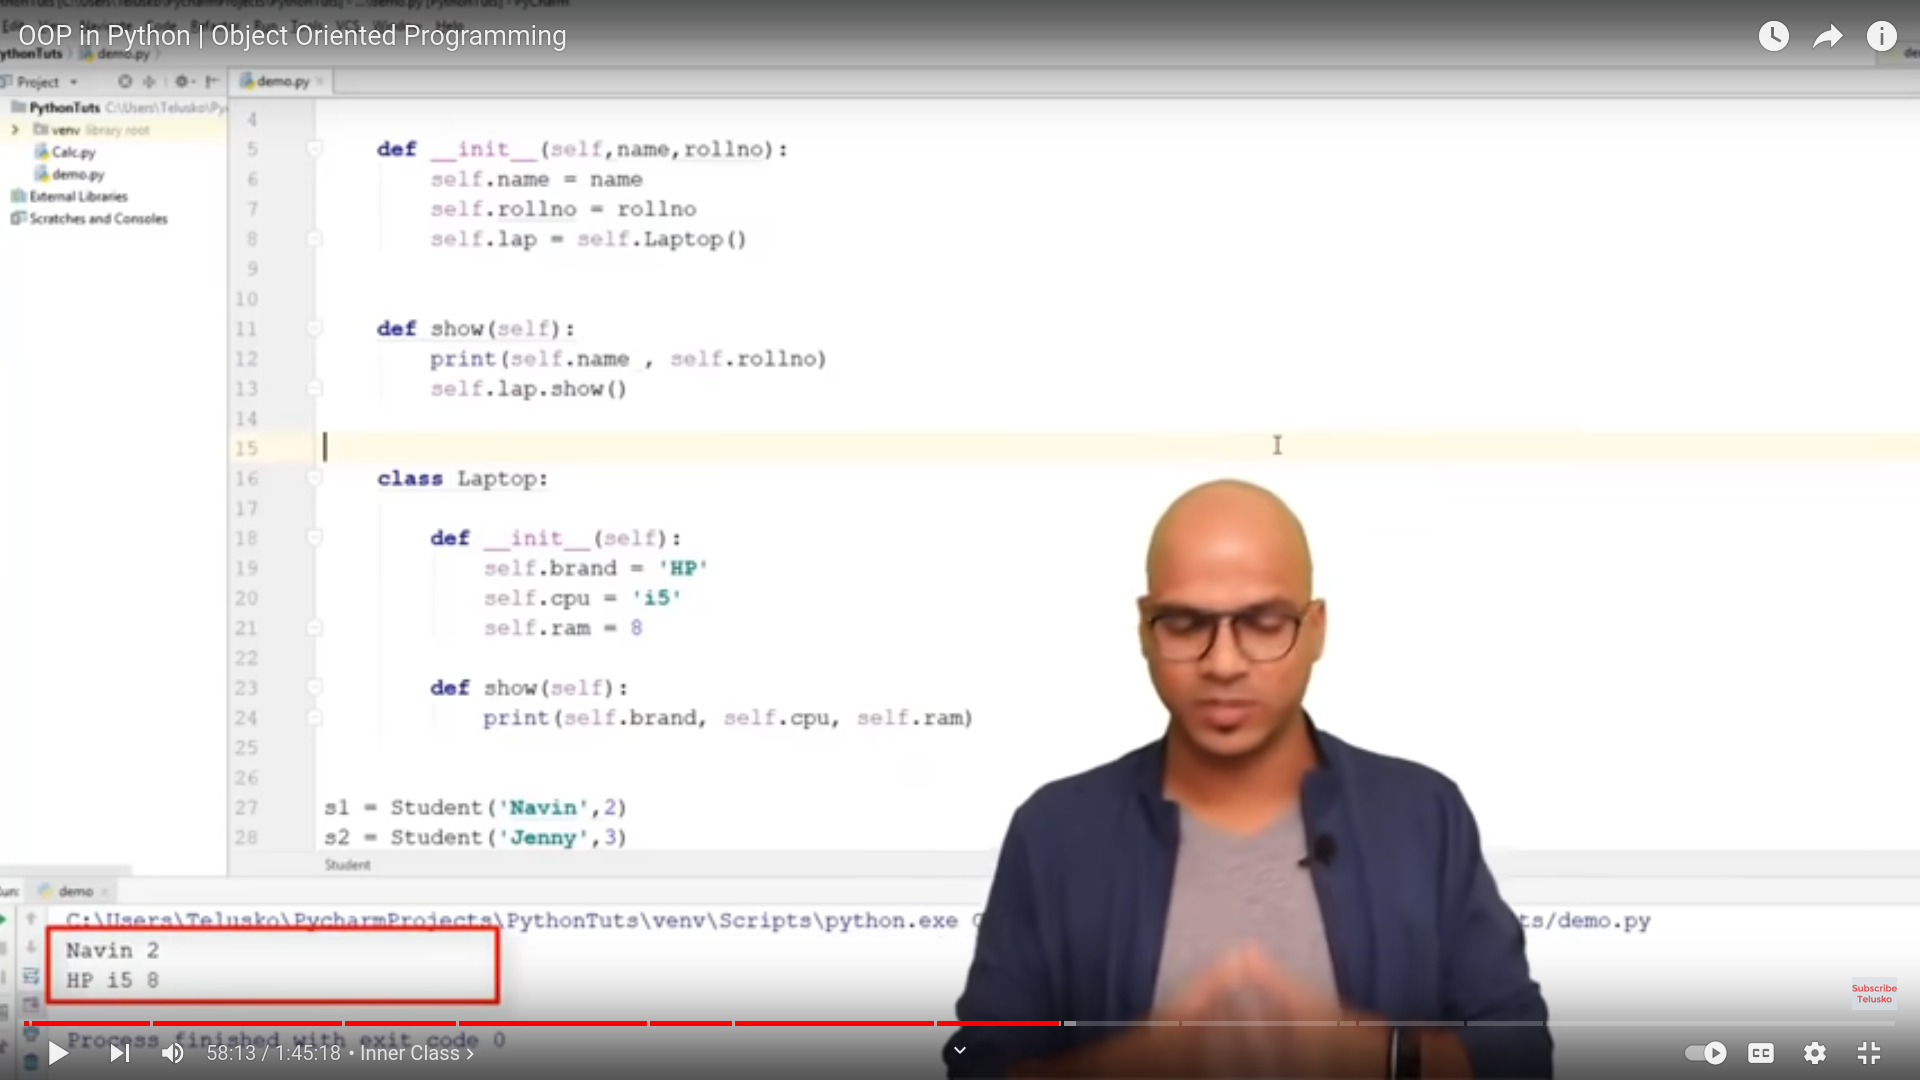 OOP in Python | Object Oriented Programming
demo.py
Project
demo.py
PythonTuts C:\Users\Telusko\Py
venv library root
Calc.py
demo.py
External Libraries
Scratches and Consoles
4
5 def __init__(self,name,rollno):
6 self.name = name
7 self.rollno = rollno
8 self.lap = self.Laptop()
9
10
11 def show(self):
12 print(self.name , self.rollno)
13 self.lap.show()
14
15
16 class Laptop:
17
18 def __init__(self):
19 self.brand = 'HP'
20 self.cpu = 'i5'
21 self.ram = 8
22
23 def show(self):
24 print(self.brand, self.cpu, self.ram)
25
26
27 s1 = Student('Navin',2)
28 s2 = Student('Jenny',3)
Student
demo
C:\Users\Telusko\PycharmProjects\PythonTuts\venv\Scripts\python.exe
ts/demo.py
Navin 2
HP i5 8
Subscribe
Telusko
Process finished with exit code 0
58:13 / 1:45:18 • Inner Class ›
CC